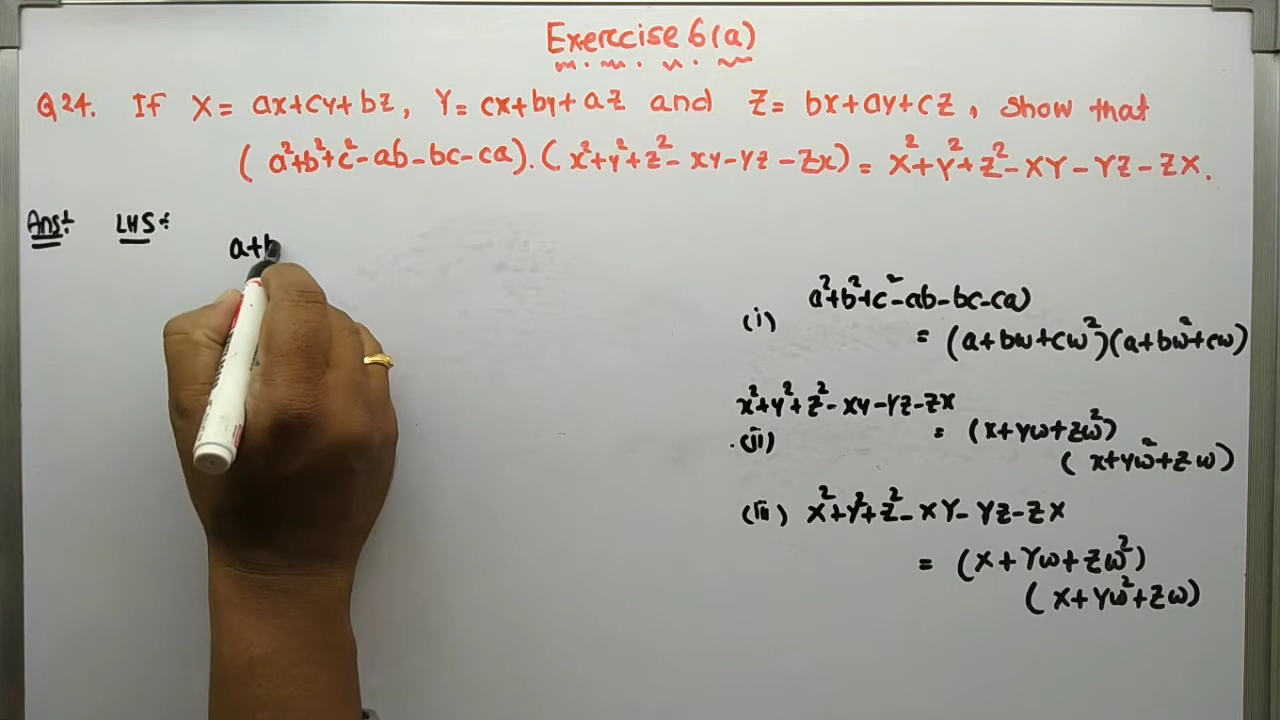 Exercise 6(a)
Q24. If X = ax+cy+bz, Y = cx+by+az and Z = bx+ay+cz, show that
(a²+b²+c²-ab-bc-ca).(x²+y²+z²-xy-yz-zx) = X²+Y²+Z²-XY-YZ-ZX.
Ans: LHS:
a+b
a²+b²+c²-ab-bc-ca)
(i) = (a+bω+cω²)(a+bω²+cω)
x²+y²+z²-xy-yz-zx
(ii) = (x+yω+zω²)
(x+yω²+zω)
(iii) X²+Y²+Z²-XY-YZ-ZX
= (X+Yω+Zω²)
(X+Yω²+Zω)